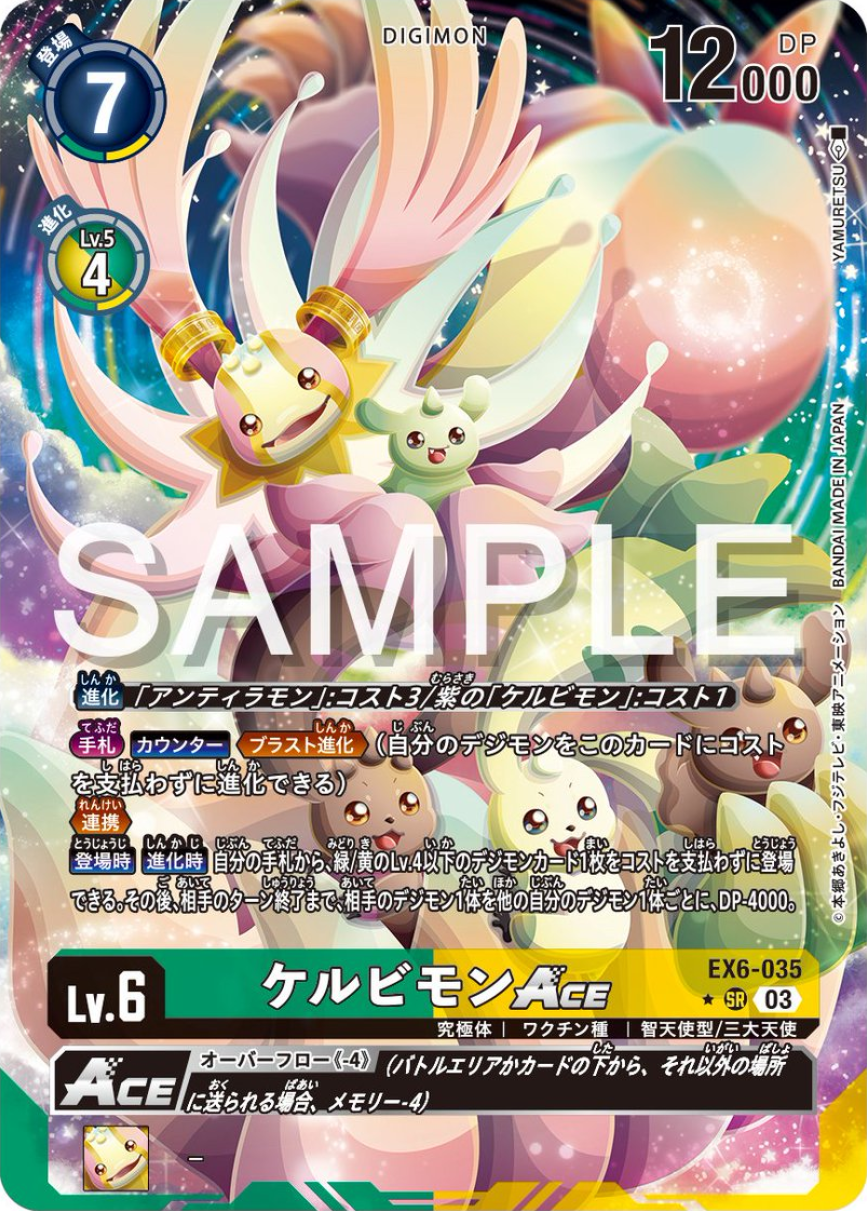 登場
7
DIGIMON
DP
12000
進化
Lv.5
4
YAMURETSU
SAMPLE
進化 「アンティラモン」:コスト3/紫の「ケルビモン」:コスト1
手札 カウンター ブラスト進化 (自分のデジモンをこのカードにコスト
を支払わずに進化できる)
連携
登場時 進化時 自分の手札から、緑/黄のLv.4以下のデジモンカード1枚をコストを支払わずに登場
できる。その後、相手のターン終了まで、相手のデジモン1体を他の自分のデジモン1体ごとに、DP-4000。
©本郷あきよし・フジテレビ・東映アニメーション BANDAI MADE IN JAPAN
Lv.6
ケルビモンACE
EX6-035
SR 03
究極体 | ワクチン種 | 智天使型/三大天使
ACE
オーバーフロー《-4》 (バトルエリアかカードの下から、それ以外の場所
に送られる場合、メモリー-4)
-